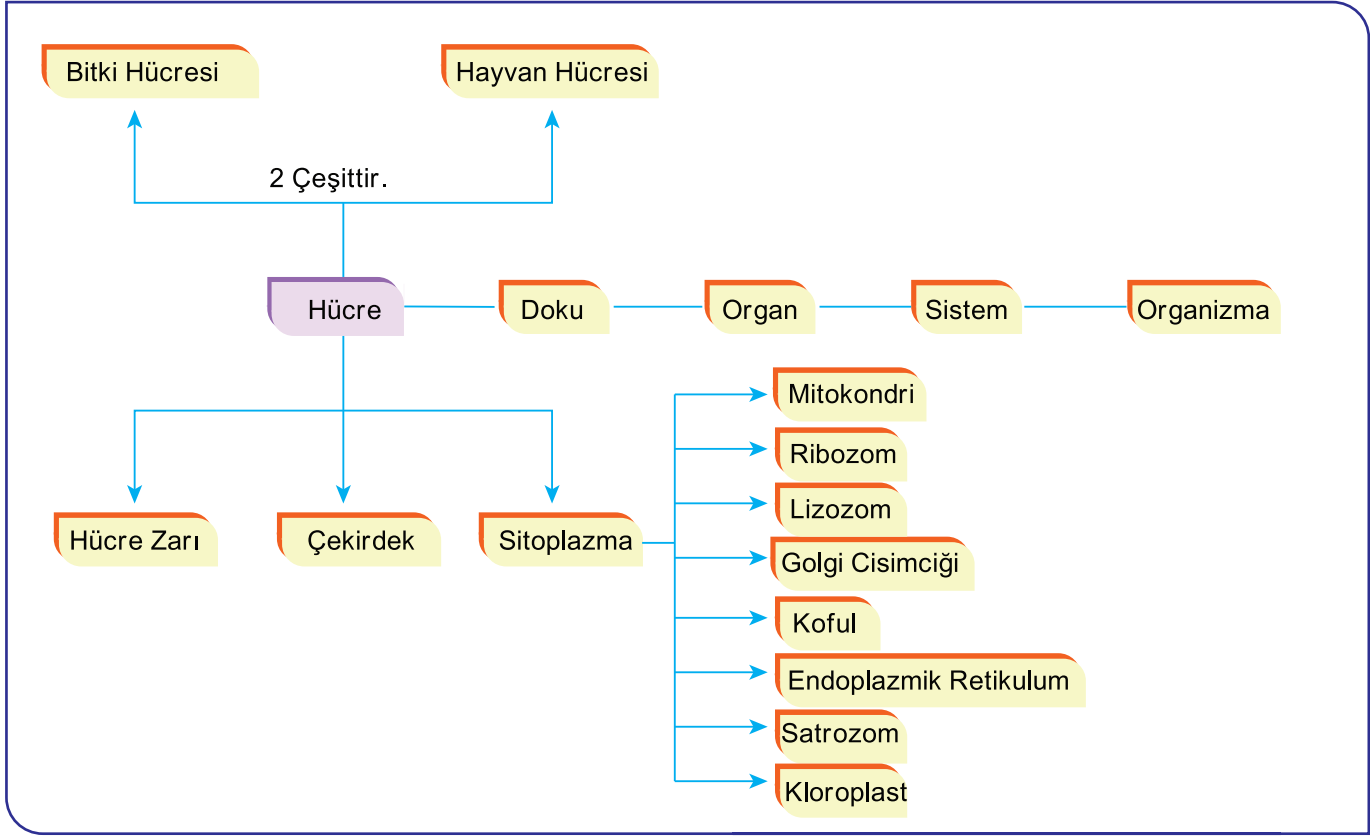 Bitki Hücresi
Hayvan Hücresi
2 Çeşittir.
Hücre
Doku
Organ
Sistem
Organizma
Hücre Zarı
Çekirdek
Sitoplazma
Mitokondri
Ribozom
Lizozom
Golgi Cisimciği
Koful
Endoplazmik Retikulum
Satrozom
Kloroplast